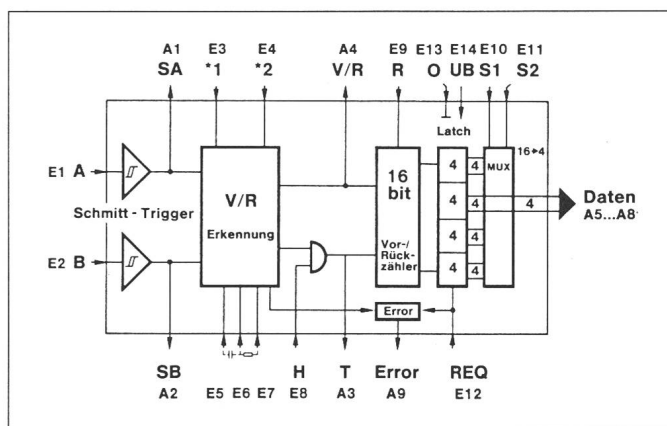 A1 E3 E4 A4 E9 E13 E14 E10 E11
SA *1 *2 V/R R O UB S1 S2
Latch
16▸4
E1 A
4 4 MUX
V/R
16
bit
4 4 4
Daten
A5...A8
Schmitt-Trigger
Erkennung
4 4
E2 B
Vor-/
Rück-
zähler
4 4
Error
SB H T Error REQ
A2 E5 E6 E7 E8 A3 A9 E12